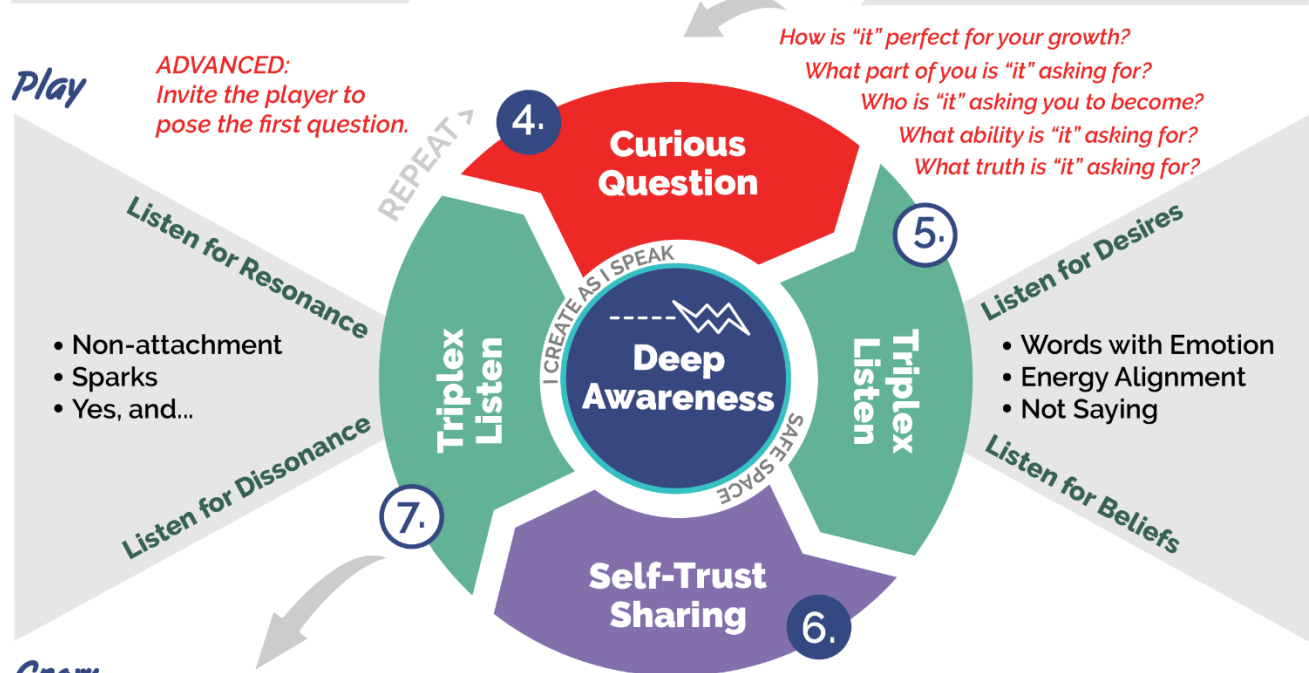 Play
ADVANCED:
Invite the player to
pose the first question.
REPEAT >
4.
Curious
Question
How is “it” perfect for your growth?
What part of you is “it” asking for?
Who is “it” asking you to become?
What ability is “it” asking for?
What truth is “it” asking for?
5.
Triplex
Listen
Listen for Desires
• Words with Emotion
• Energy Alignment
• Not Saying
Listen for Beliefs
I CREATE AS I SPEAK
Deep
Awareness
SAFE SPACE
6.
Self-Trust
Sharing
7.
Triplex
Listen
Listen for Resonance
• Non-attachment
• Sparks
• Yes, and...
Listen for Dissonance